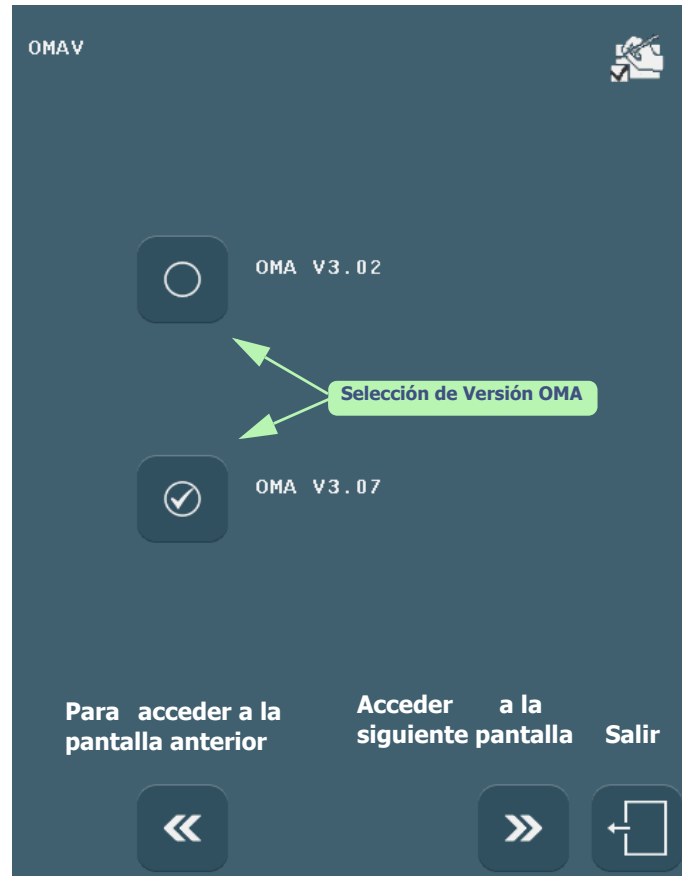 OMAV
OMA V3.02
Selección de Versión OMA
OMA V3.07
Para acceder a la
pantalla anterior
Acceder a la
siguiente pantalla
Salir